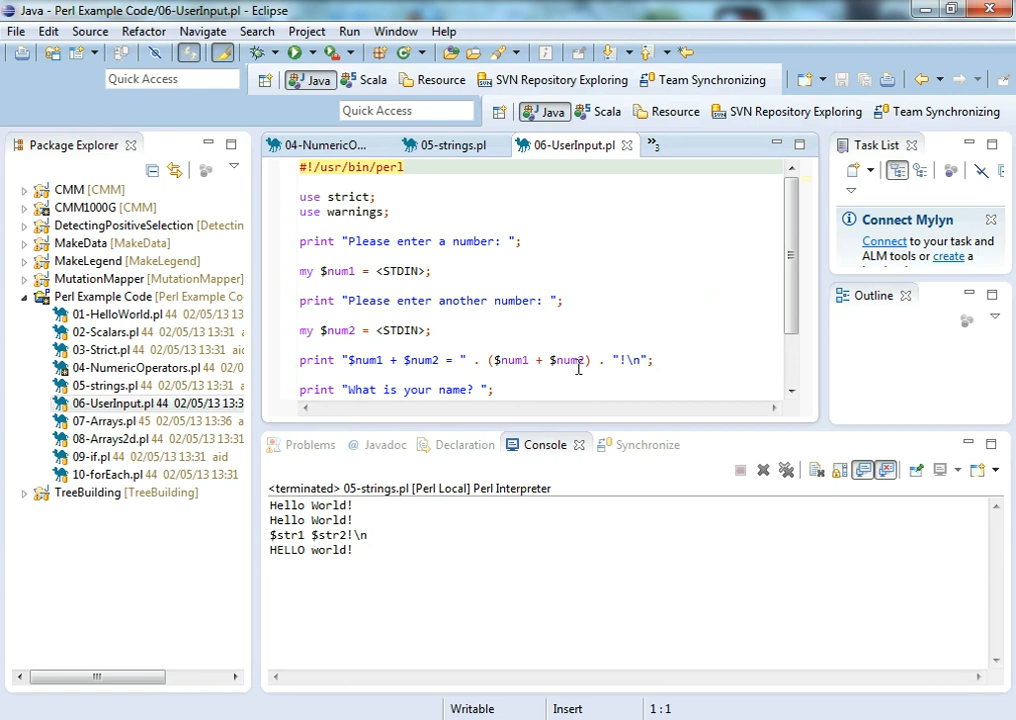 Java - Perl Example Code/06-UserInput.pl - Eclipse
File Edit Source Refactor Navigate Search Project Run Window Help
Quick Access
Java Scala Resource SVN Repository Exploring Team Synchronizing
Quick Access
Java Scala Resource SVN Repository Exploring Team Synchronizing
Package Explorer
CMM [CMM]
CMM1000G [CMM]
DetectingPositiveSelection [Detectin
MakeData [MakeData]
MakeLegend [MakeLegend]
MutationMapper [MutationMapper]
Perl Example Code [Perl Example Co
01-HelloWorld.pl 44 02/05/13
02-Scalars.pl 44 02/05/13 13:31
03-Strict.pl 44 02/05/13 13:31 aid
04-NumericOperators.pl 44 02/05/13
05-strings.pl 44 02/05/13 13:31
06-UserInput.pl 44 02/05/13 13:3
07-Arrays.pl 45 02/05/13 13:36 a
08-Arrays2d.pl 44 02/05/13 13:31
09-if.pl 44 02/05/13 13:31 aid
10-forEach.pl 44 02/05/13 13:31
TreeBuilding [TreeBuilding]
04-NumericO... 05-strings.pl 06-UserInput.pl »3
#!/usr/bin/perl
use strict;
use warnings;
print "Please enter a number: ";
my $num1 = <STDIN>;
print "Please enter another number: ";
my $num2 = <STDIN>;
print "$num1 + $num2 = " . ($num1 + $num2) . "!\n";
print "What is your name? ";
Task List
Connect Mylyn
Connect to your task and
ALM tools or create a
Outline
Problems @ Javadoc Declaration Console Synchronize
<terminated> 05-strings.pl [Perl Local] Perl Interpreter
Hello World!
Hello World!
$str1 $str2!\n
HELLO world!
Writable Insert 1:1